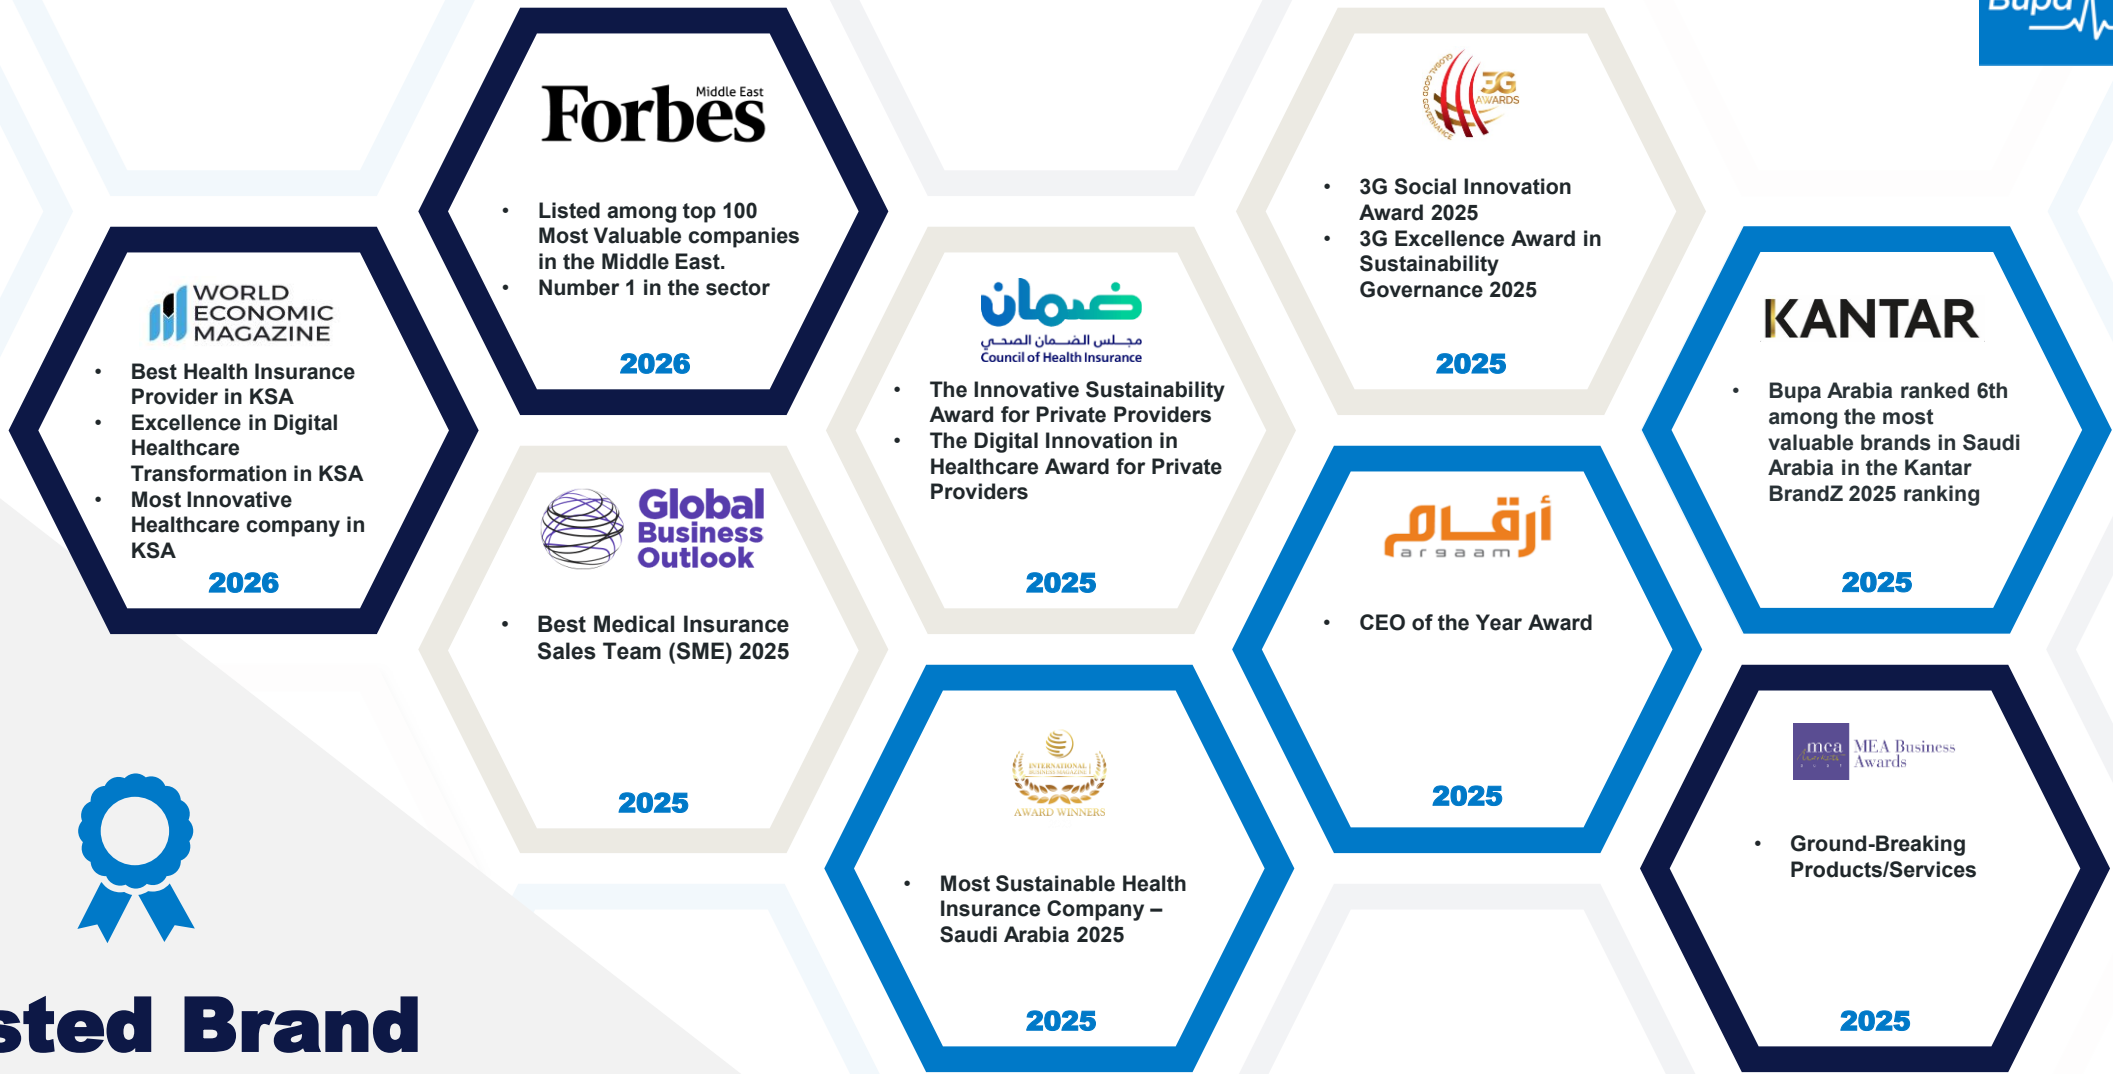 Bupa
Middle East
Forbes
• Listed among top 100
Most Valuable companies
in the Middle East.
• Number 1 in the sector
2026
GLOBAL GOOD GOVERNANCE
3G
AWARDS
• 3G Social Innovation
Award 2025
• 3G Excellence Award in
Sustainability
Governance 2025
2025
WORLD
ECONOMIC
MAGAZINE
• Best Health Insurance
Provider in KSA
• Excellence in Digital
Healthcare
Transformation in KSA
• Most Innovative
Healthcare company in
KSA
2026
ضمان
مجلس الضمان الصحي
Council of Health Insurance
• The Innovative Sustainability
Award for Private Providers
• The Digital Innovation in
Healthcare Award for Private
Providers
2025
KANTAR
• Bupa Arabia ranked 6th
among the most
valuable brands in Saudi
Arabia in the Kantar
BrandZ 2025 ranking
2025
Global
Business
Outlook
• Best Medical Insurance
Sales Team (SME) 2025
2025
أرقام
argaam
• CEO of the Year Award
2025
INTERNATIONAL
BUSINESS MAGAZINE
AWARD WINNERS
• Most Sustainable Health
Insurance Company –
Saudi Arabia 2025
2025
mea
MEA Business
Awards
• Ground-Breaking
Products/Services
2025
sted Brand